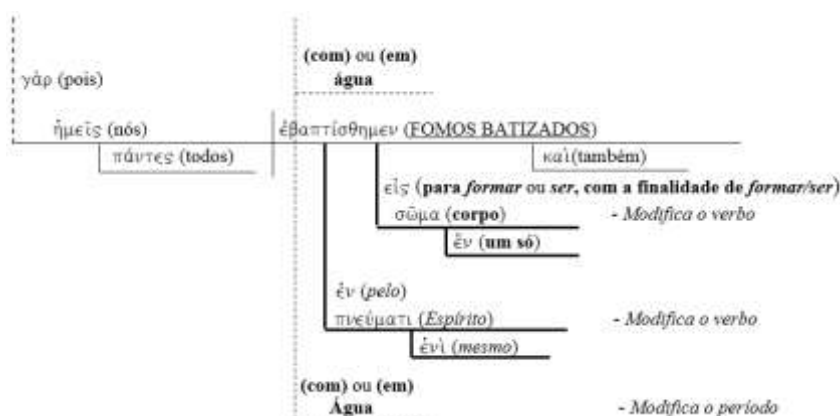 (com) ou (em)
água
γὰρ (pois)
ἡμεῖς (nós)
ἐβαπτίσθημεν (FOMOS BATIZADOS)
πάντες (todos)
καὶ(também)
εἰς (para formar ou ser, com a finalidade de formar/ser)
σῶμα (corpo) - Modifica o verbo
ἓν (um só)
ἐν (pelo)
πνεύματι (Espírito) - Modifica o verbo
ἑνὶ (mesmo)
(com) ou (em)
Água - Modifica o período